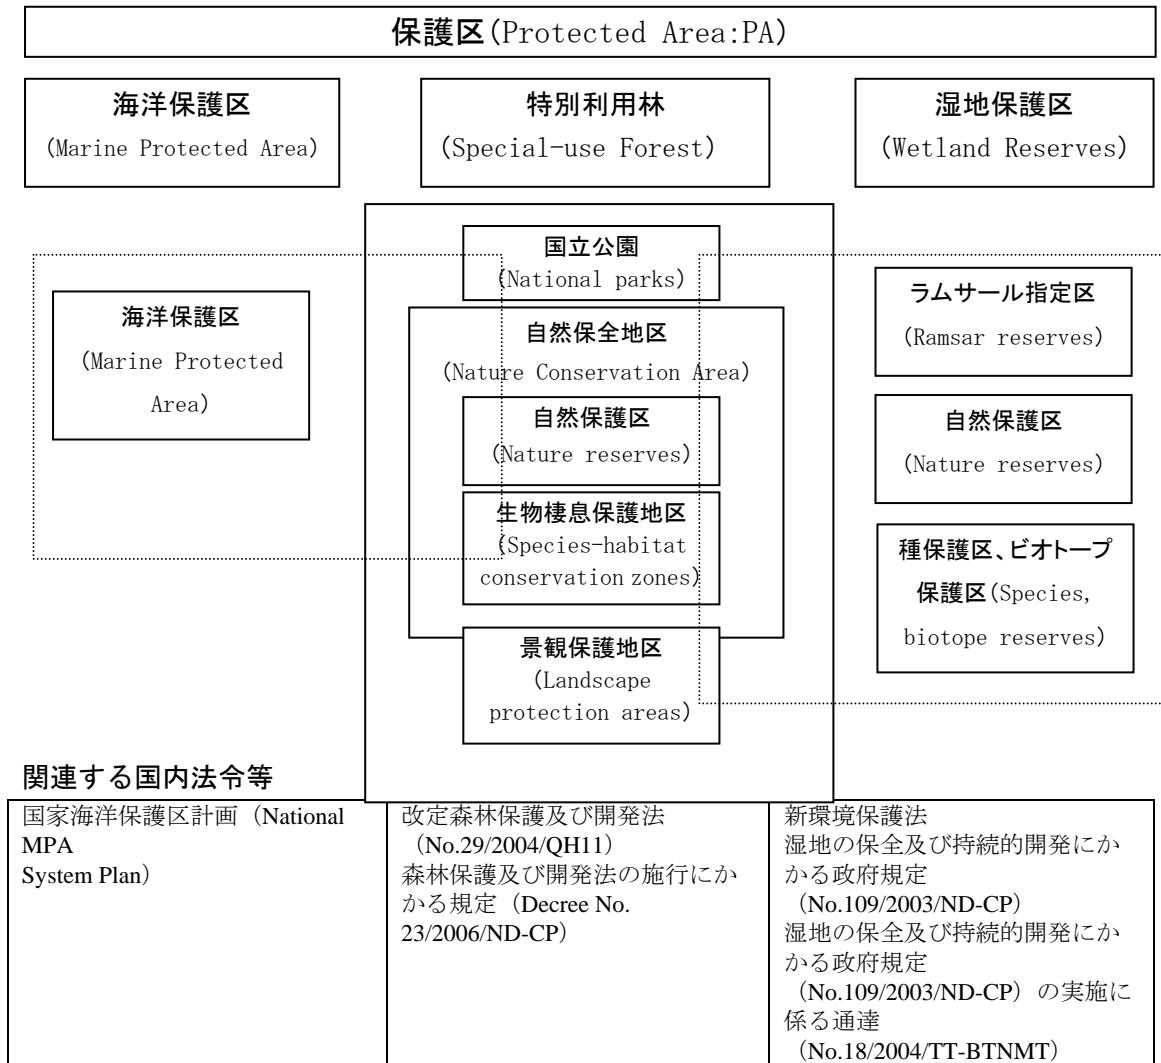 保護区(Protected Area:PA)
海洋保護区
(Marine Protected Area)
特別利用林
(Special-use Forest)
湿地保護区
(Wetland Reserves)
海洋保護区
(Marine Protected
Area)
国立公園
(National parks)
自然保全地区
(Nature Conservation Area)
自然保護区
(Nature reserves)
生物棲息保護地区
(Species-habitat
conservation zones)
景観保護地区
(Landscape
protection areas)
ラムサール指定区
(Ramsar reserves)
自然保護区
(Nature reserves)
種保護区、ビオトープ
保護区(Species,
biotope reserves)
関連する国内法令等
国家海洋保護区計画（National
MPA
System Plan）
改定森林保護及び開発法
（No.29/2004/QH11）
森林保護及び開発法の施行にか
かる規定（Decree No.
23/2006/ND-CP）
新環境保護法
湿地の保全及び持続的開発にか
かる政府規定
（No.109/2003/ND-CP）
湿地の保全及び持続的開発にか
かる政府規定
（No.109/2003/ND-CP）の実施に
係る通達
（No.18/2004/TT-BTNMT）